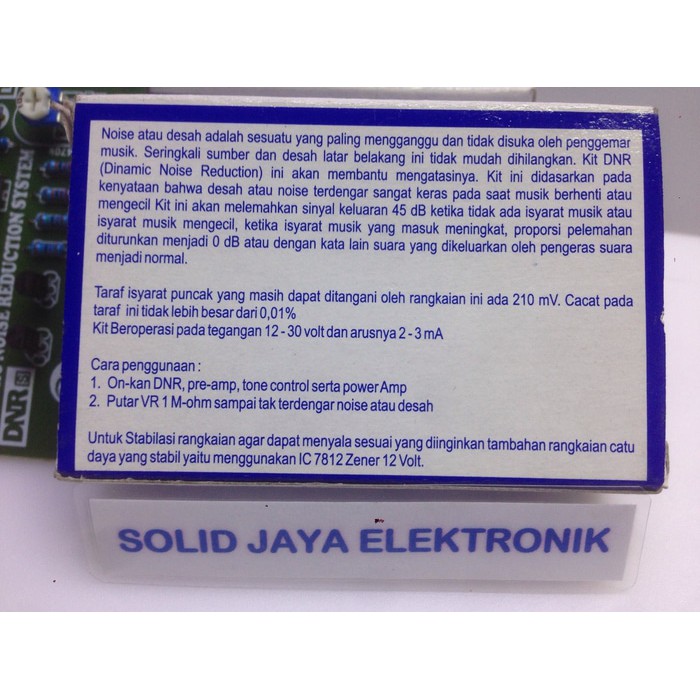 Noise atau desah adalah sesuatu yang paling mengganggu dan tidak disuka oleh penggemar
musik. Seringkali sumber dan desah latar belakang ini tidak mudah dihilangkan. Kit DNR
(Dinamic Noise Reduction) ini akan membantu mengatasinya. Kit ini didasarkan pada
kenyataan bahwa desah atau noise terdengar sangat keras pada saat musik berhenti atau
mengecil Kit ini akan melemahkan sinyal keluaran 45 dB ketika tidak ada isyarat musik atau
isyarat musik mengecil, ketika isyarat musik yang masuk meningkat, proporsi pelemahan
diturunkan menjadi 0 dB atau dengan kata lain suara yang dikeluarkan oleh pengeras suara
menjadi normal.
Taraf isyarat puncak yang masih dapat ditangani oleh rangkaian ini ada 210 mV. Cacat pada
taraf ini tidak lebih besar dari 0,01%
Kit Beroperasi pada tegangan 12 - 30 volt dan arusnya 2 - 3 mA
Cara penggunaan :
1. On-kan DNR, pre-amp, tone control serta power Amp
2. Putar VR 1 M-ohm sampai tak terdengar noise atau desah
Untuk Stabilasi rangkaian agar dapat menyala sesuai yang diinginkan tambahan rangkaian catu
daya yang stabil yaitu menggunakan IC 7812 Zener 12 Volt.
SOLID JAYA ELEKTRONIK
NOISE REDUCTION SYSTEM
DNR